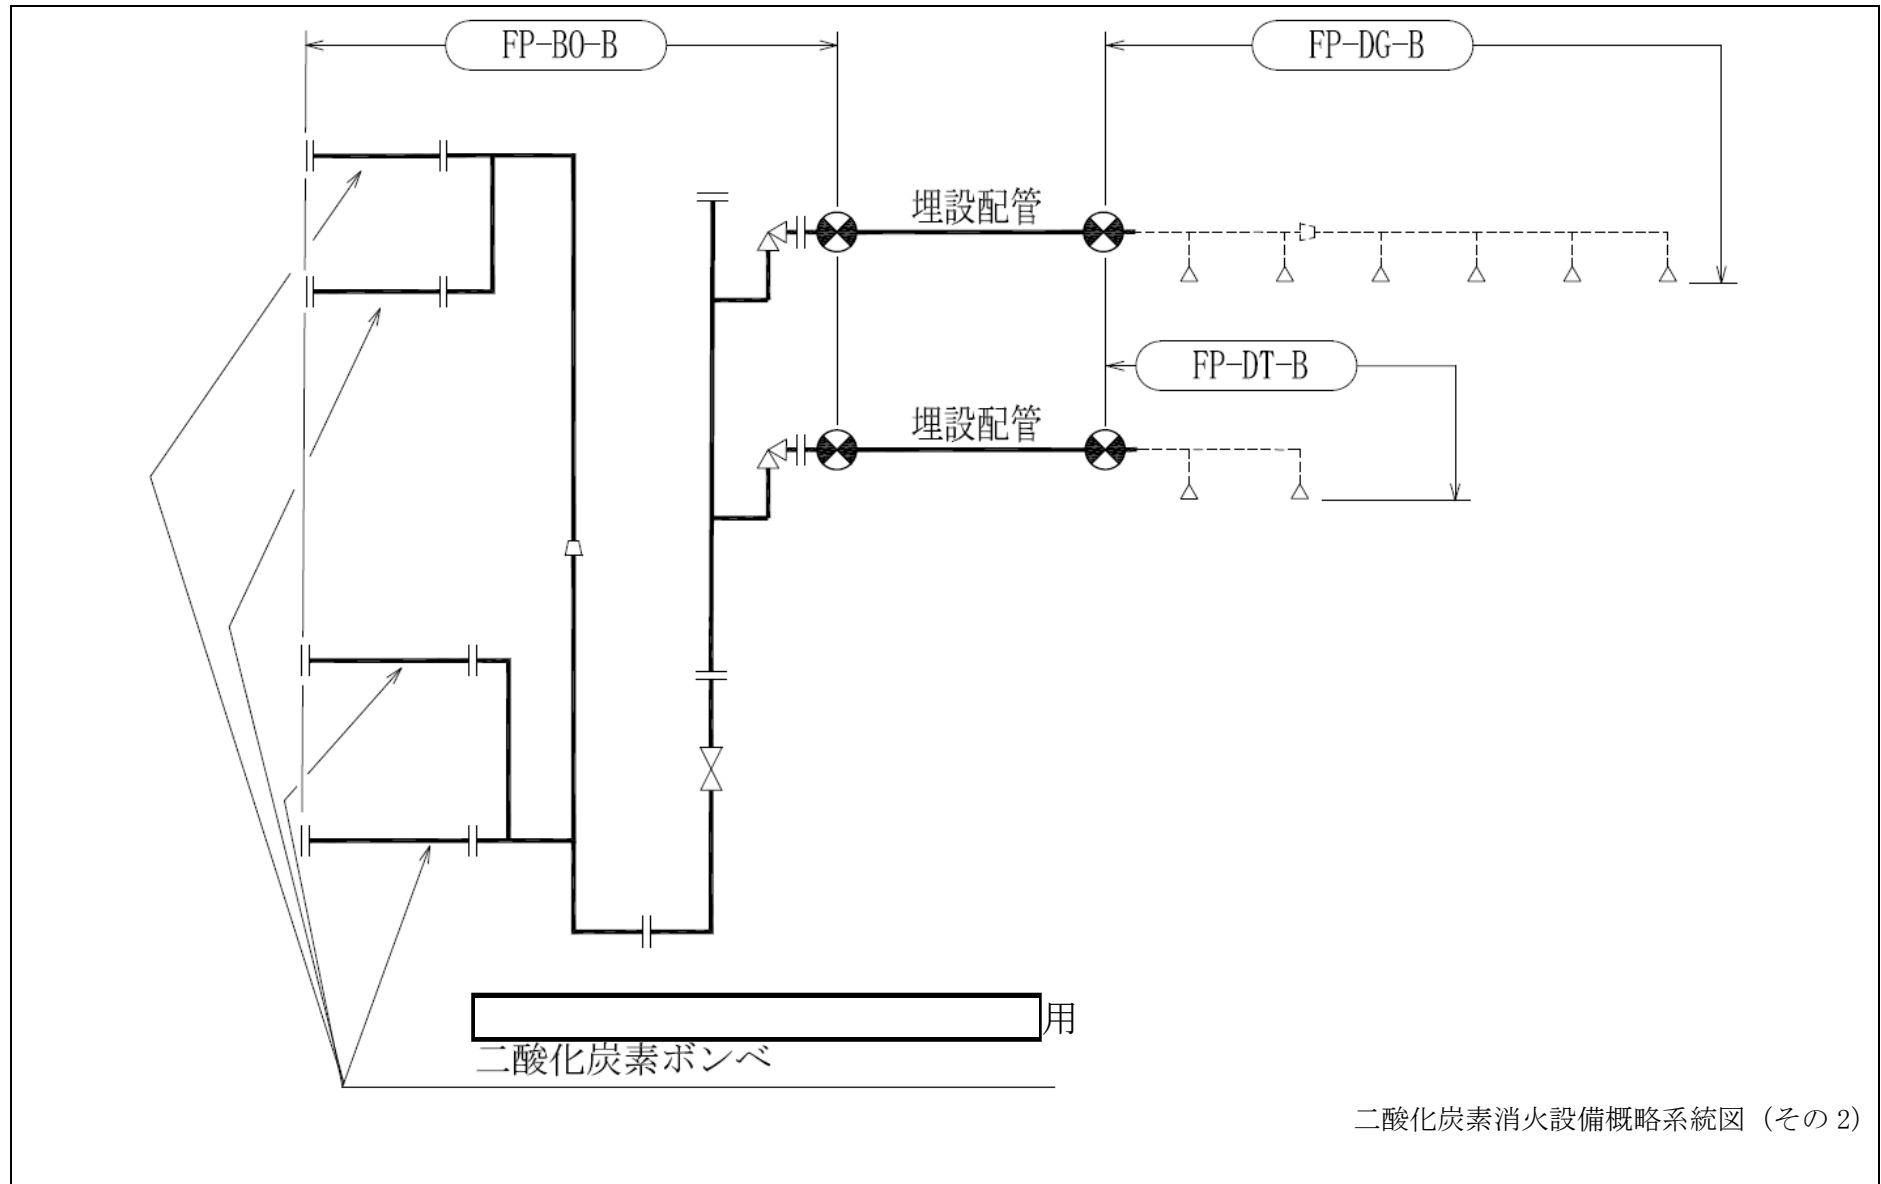 FP-BO-B
FP-DG-B
埋設配管
FP-DT-B
埋設配管
用
二酸化炭素ボンベ
二酸化炭素消火設備概略系統図（その 2）